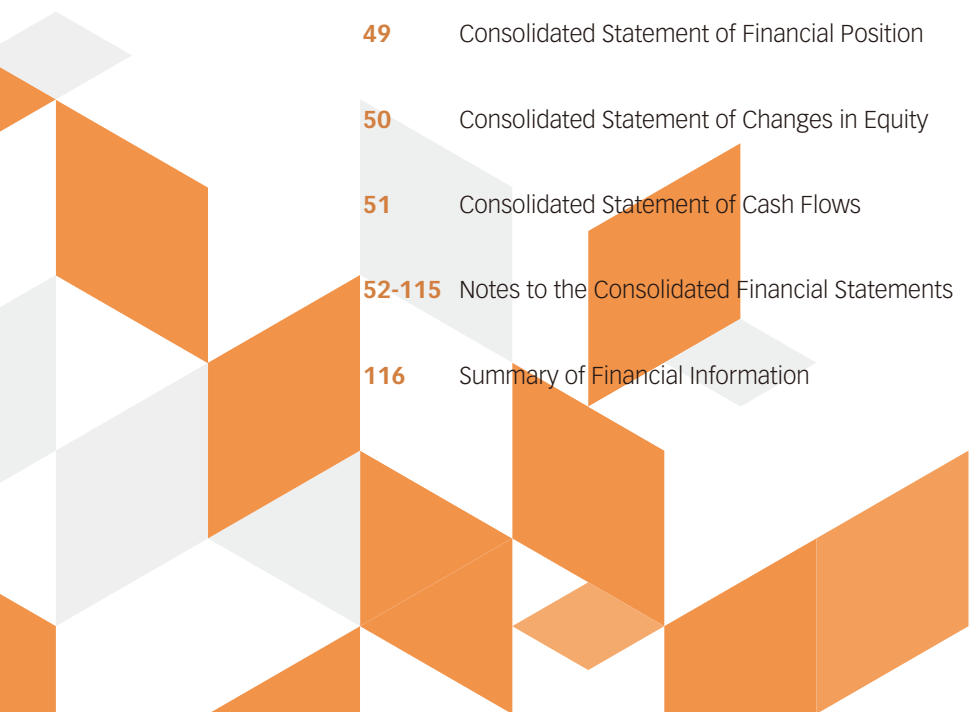 49 Consolidated Statement of Financial Position
50 Consolidated Statement of Changes in Equity
51 Consolidated Statement of Cash Flows
52-115 Notes to the Consolidated Financial Statements
116 Summary of Financial Information